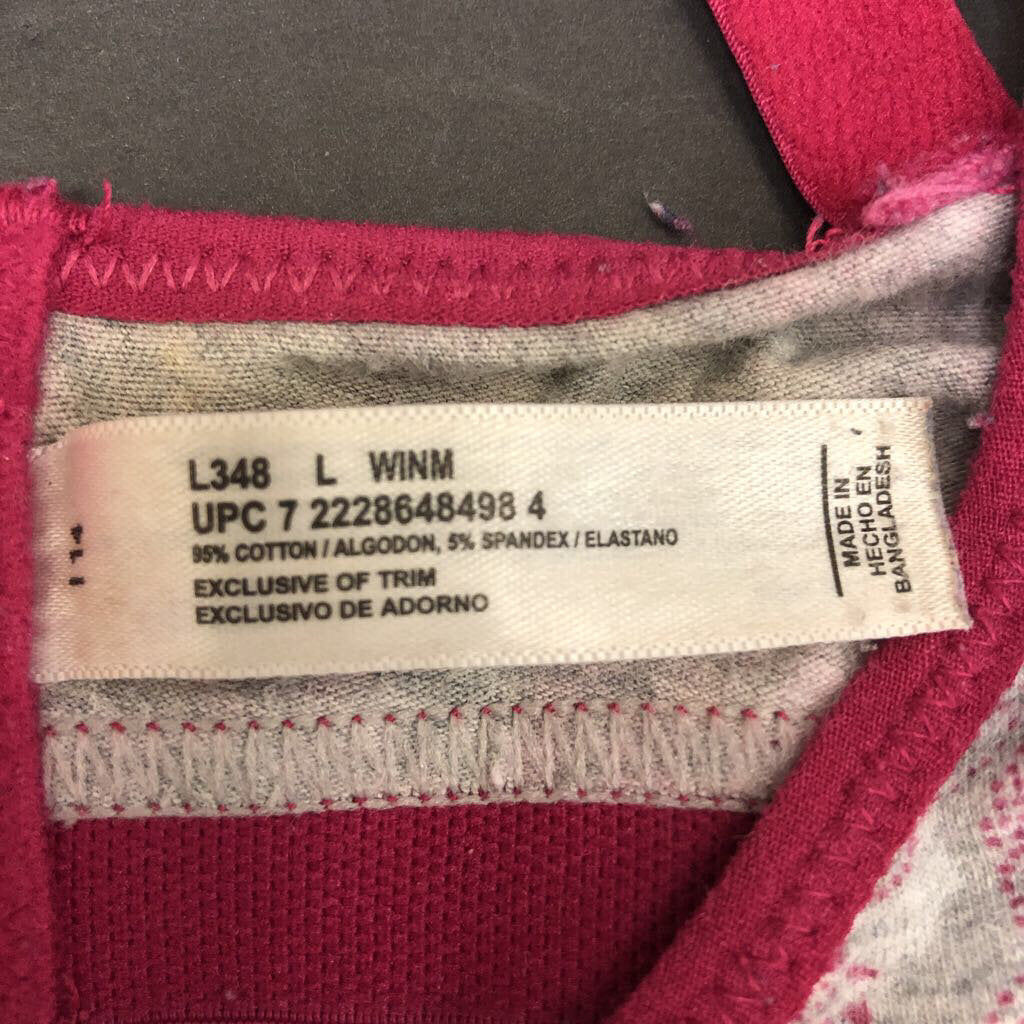 L348 L WINM
UPC 7 2228648498 4
95% COTTON / ALGODON, 5% SPANDEX / ELASTANO
EXCLUSIVE OF TRIM
EXCLUSIVO DE ADORNO
MADE IN
HECHO EN
BANGLADESH
114